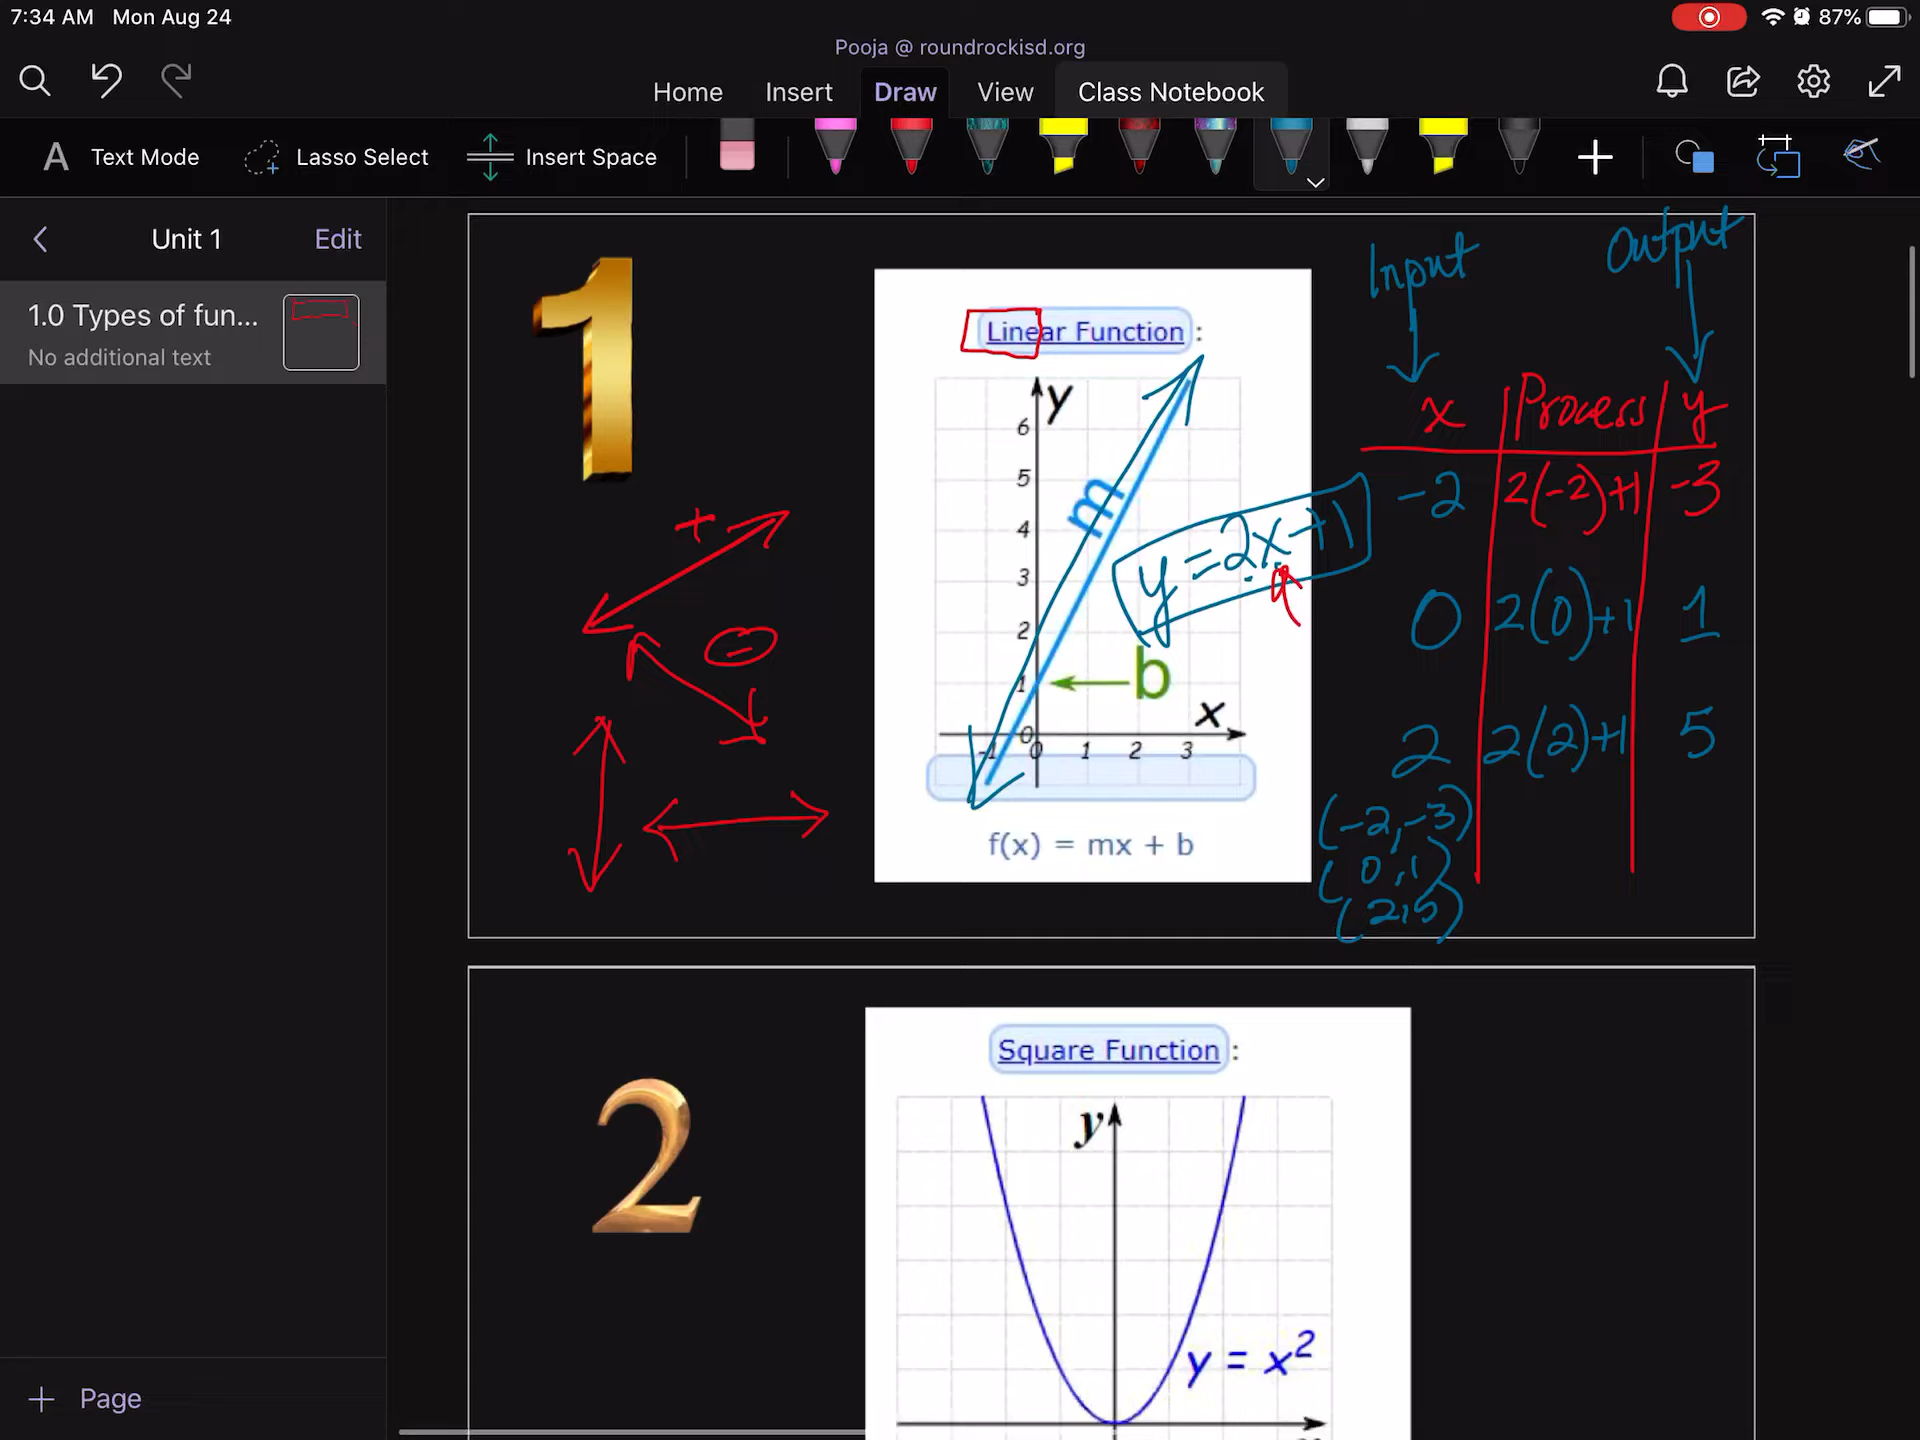 7:34 AM Mon Aug 24
87%
Pooja @ roundrockisd.org
Home Insert Draw View Class Notebook
A Text Mode Lasso Select Insert Space
Unit 1 Edit
1.0 Types of fun...
No additional text
1
Linear Function :
y
6
5
4
3
2
1
0
-1 0 1 2 3
x
m
b
y = 2x+1
f(x) = mx + b
+
-
Input Output
x Process y
-2 2(-2)+1 -3
0 2(0)+1 1
2 2(2)+1 5
(-2,-3)
(0,1)
(2,5)
2
Square Function :
y
y = x²
+ Page